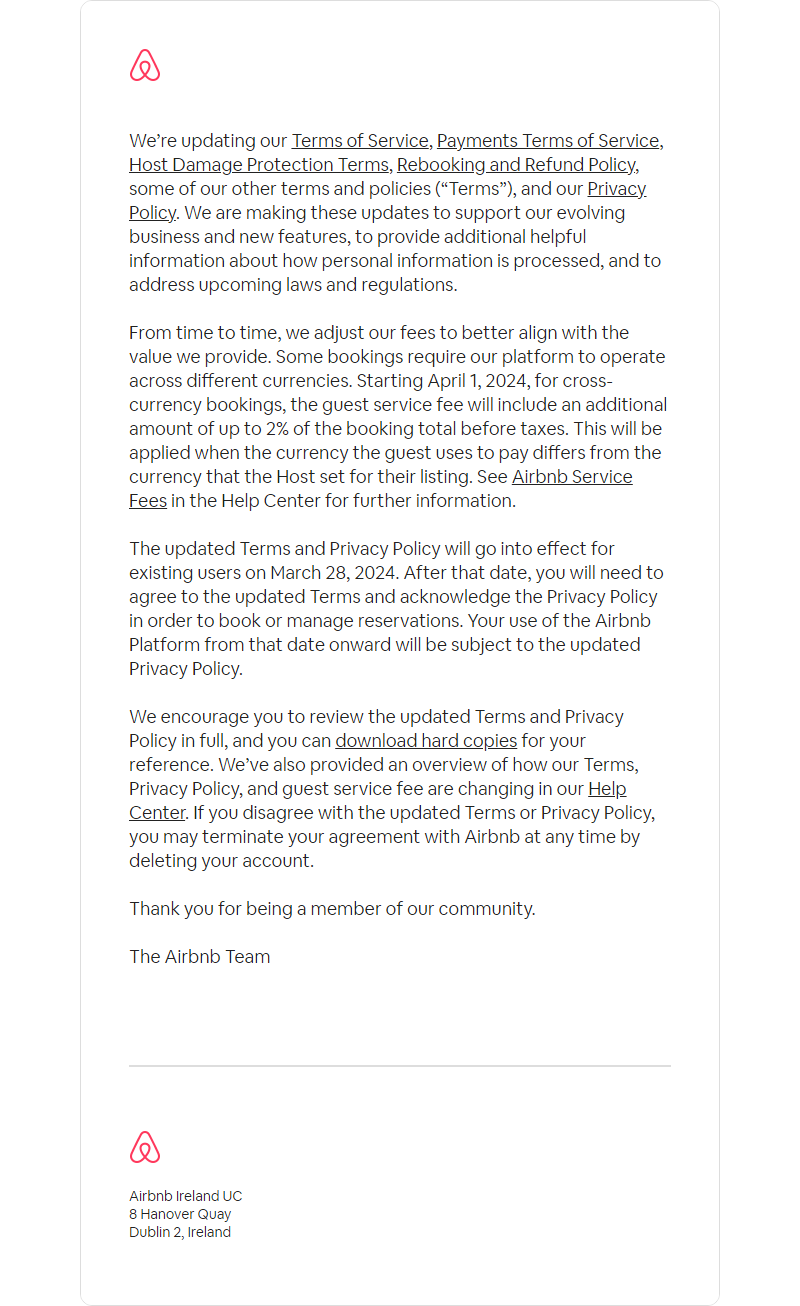 We’re updating our Terms of Service, Payments Terms of Service,
Host Damage Protection Terms, Rebooking and Refund Policy,
some of our other terms and policies (“Terms”), and our Privacy
Policy. We are making these updates to support our evolving
business and new features, to provide additional helpful
information about how personal information is processed, and to
address upcoming laws and regulations.
From time to time, we adjust our fees to better align with the
value we provide. Some bookings require our platform to operate
across different currencies. Starting April 1, 2024, for cross-
currency bookings, the guest service fee will include an additional
amount of up to 2% of the booking total before taxes. This will be
applied when the currency the guest uses to pay differs from the
currency that the Host set for their listing. See Airbnb Service
Fees in the Help Center for further information.
The updated Terms and Privacy Policy will go into effect for
existing users on March 28, 2024. After that date, you will need to
agree to the updated Terms and acknowledge the Privacy Policy
in order to book or manage reservations. Your use of the Airbnb
Platform from that date onward will be subject to the updated
Privacy Policy.
We encourage you to review the updated Terms and Privacy
Policy in full, and you can download hard copies for your
reference. We’ve also provided an overview of how our Terms,
Privacy Policy, and guest service fee are changing in our Help
Center. If you disagree with the updated Terms or Privacy Policy,
you may terminate your agreement with Airbnb at any time by
deleting your account.
Thank you for being a member of our community.
The Airbnb Team
Airbnb Ireland UC
8 Hanover Quay
Dublin 2, Ireland